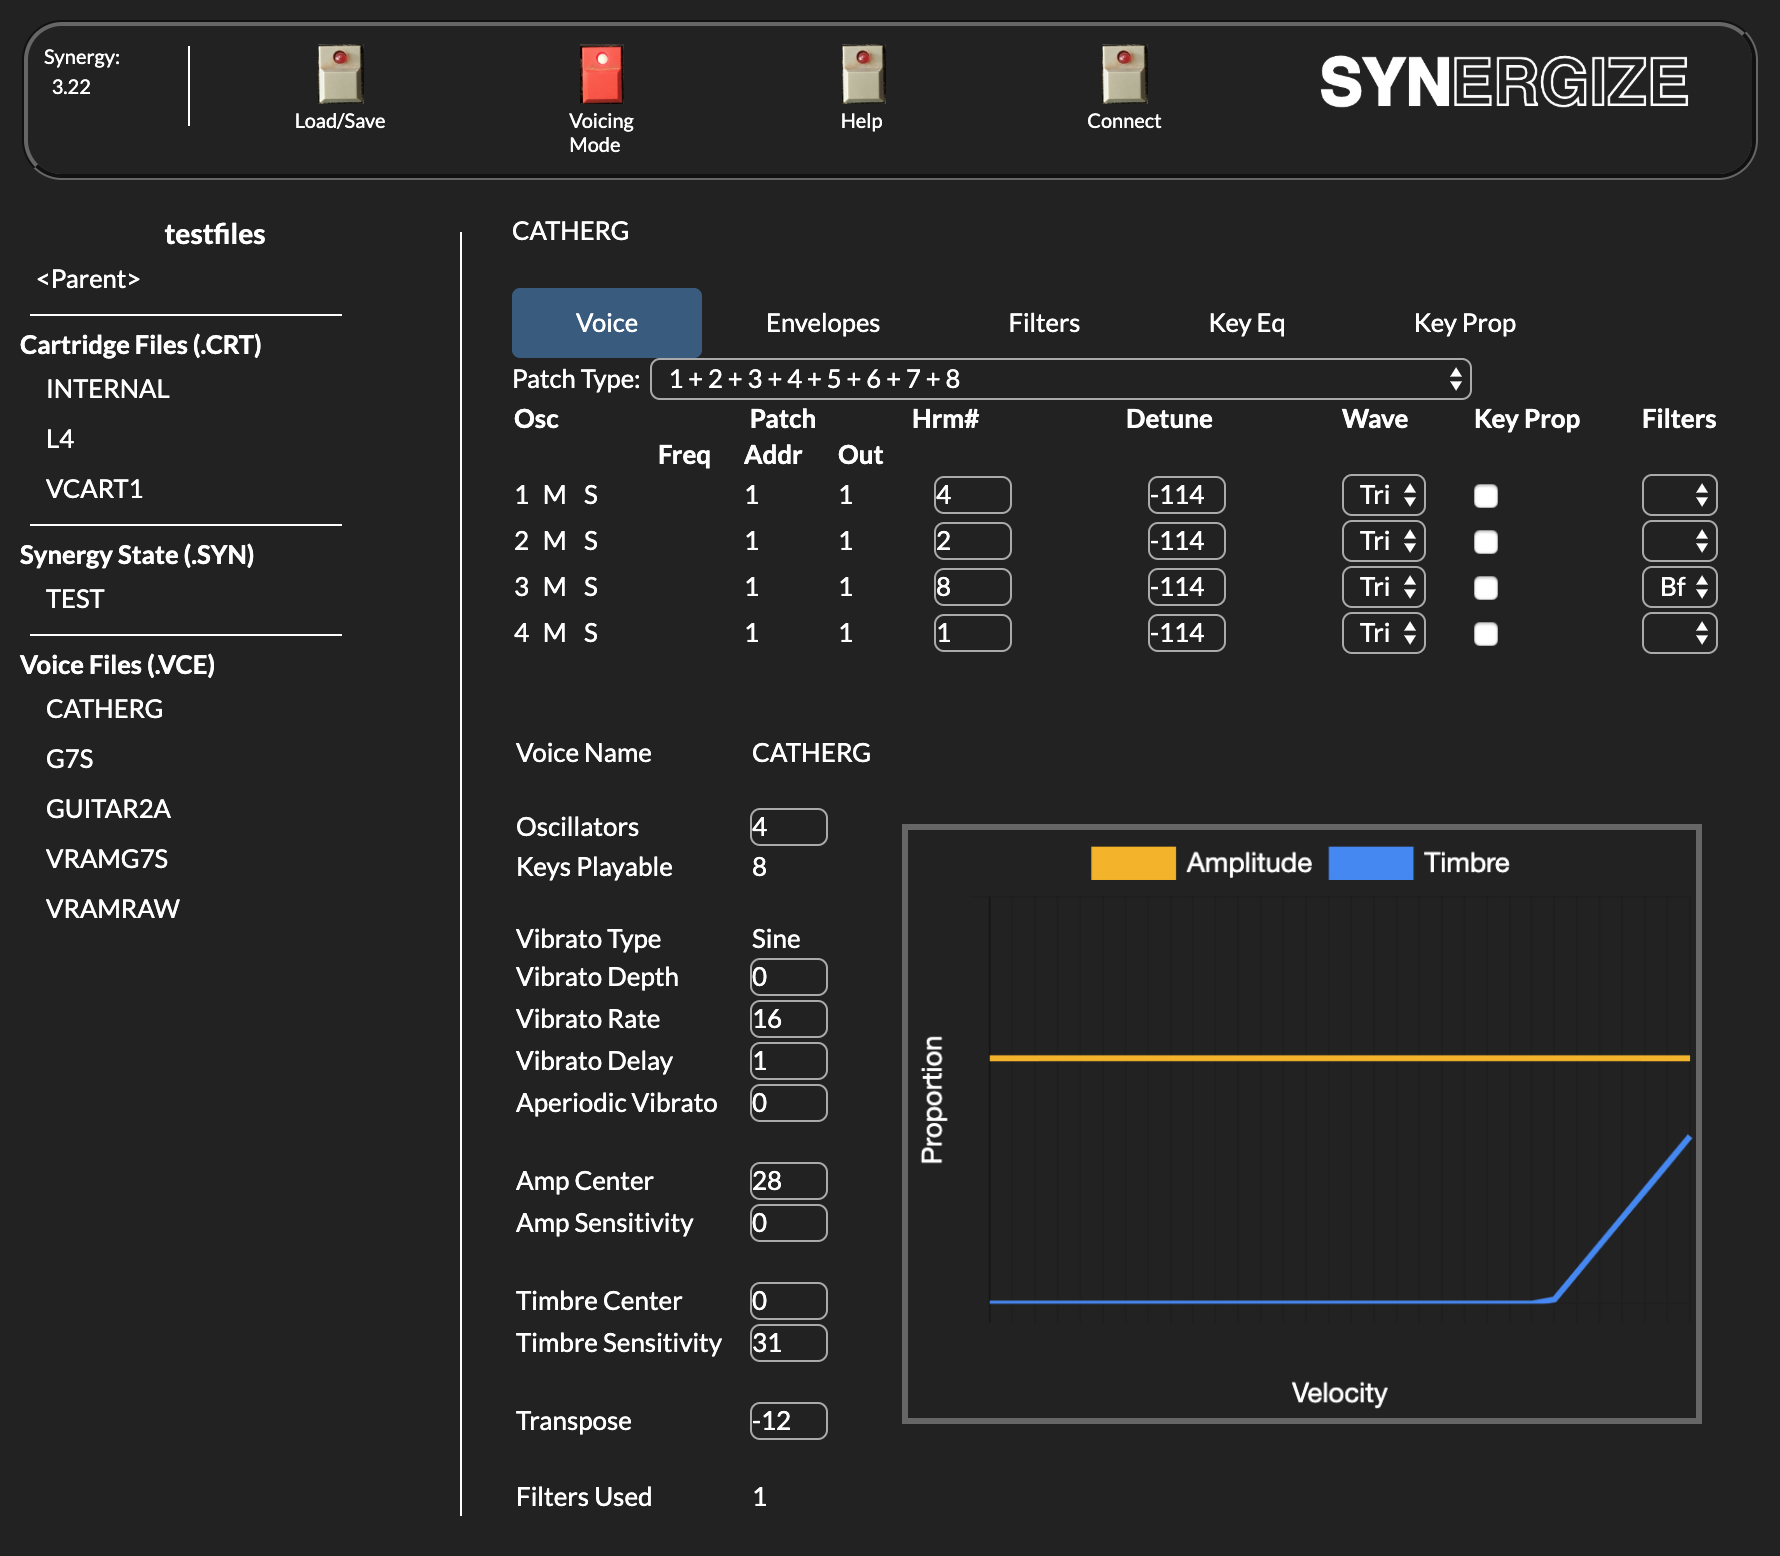 Synergy:
3.22
Load/Save
Voicing
Mode
Help
Connect
SYNERGIZE
testfiles
<Parent>
Cartridge Files (.CRT)
INTERNAL
L4
VCART1
Synergy State (.SYN)
TEST
Voice Files (.VCE)
CATHERG
G7S
GUITAR2A
VRAMG7S
VRAMRAW
CATHERG
Voice Envelopes Filters Key Eq Key Prop
Patch Type: 1 + 2 + 3 + 4 + 5 + 6 + 7 + 8
Osc Patch Hrm# Detune Wave Key Prop Filters
Freq Addr Out
1 M S 1 1 4 -114 Tri
2 M S 1 1 2 -114 Tri
3 M S 1 1 8 -114 Tri Bf
4 M S 1 1 1 -114 Tri
Voice Name CATHERG
Oscillators 4
Keys Playable 8
Vibrato Type Sine
Vibrato Depth 0
Vibrato Rate 16
Vibrato Delay 1
Aperiodic Vibrato 0
Amp Center 28
Amp Sensitivity 0
Timbre Center 0
Timbre Sensitivity 31
Transpose -12
Filters Used 1
Amplitude Timbre
Proportion
Velocity